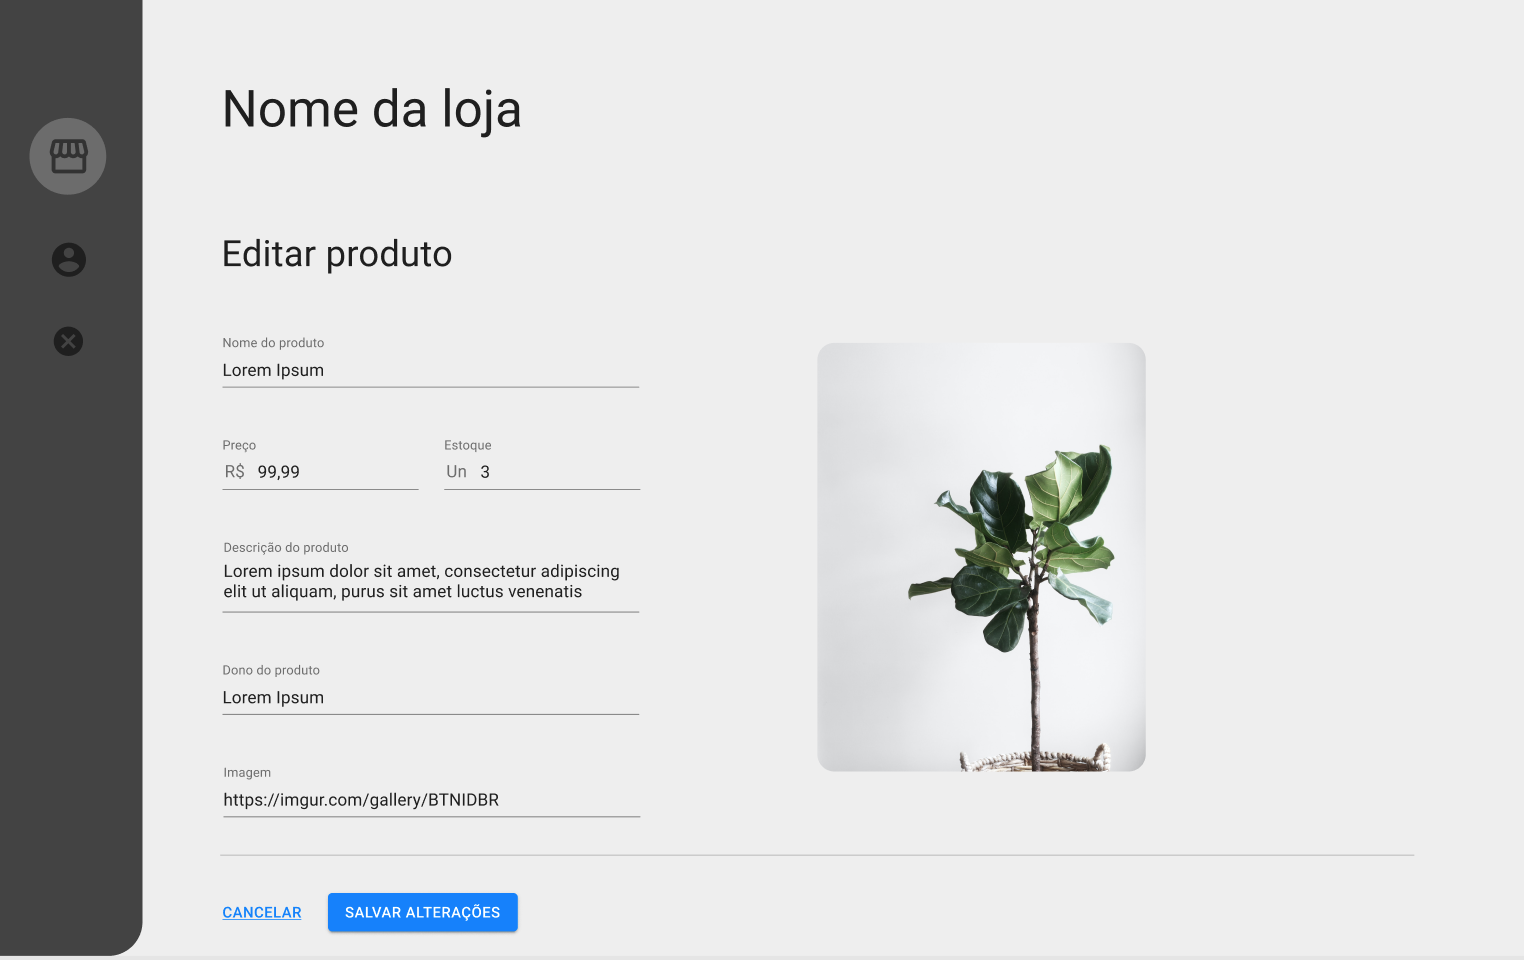 Nome da loja
Editar produto
Nome do produto
Lorem Ipsum
Preço
R$ 99,99
Estoque
Un 3
Descrição do produto
Lorem ipsum dolor sit amet, consectetur adipiscing
elit ut aliquam, purus sit amet luctus venenatis
Dono do produto
Lorem Ipsum
Imagem
https://imgur.com/gallery/BTNIDBR
CANCELAR
SALVAR ALTERAÇÕES